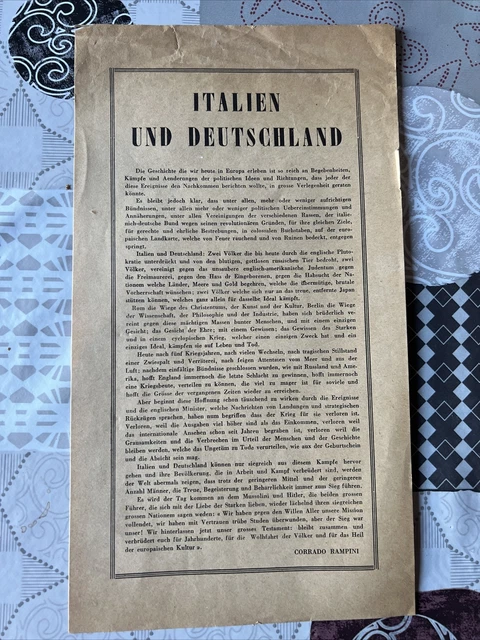 ITALIEN
UND DEUTSCHLAND
Die Geschichte die wir heute in Europa erleben ist so reich an Begebenheiten,
Kämpfe und Aenderungen der politischen Ideen und Richtungen, dass jeder der
diese Ereignisse den Nachkommen berichten wollte, in grosse Verlegenheit geraten
könnte.
Es bleibt jedoch klar, dass unter allen, mehr oder weniger aufrichtigen
Bündnissen, unter allen mehr oder weniger politischen Uebereinstimmungen und
Annäherungen, unter allen Vereinigungen der verschiedenen Rassen, der italie-
nisch-deutsche Bund wegen seinen revolutionären Gründen, für ihre gleichen Ziele,
für gerechte und ehrliche Bestrebungen, in colossalen Buchstaben, auf der euro-
paischen Landkarte, welche von Feuer rauchend und von Ruinen bedeckt, entgegen
springt.
Italien und Deutschland: Zwei Völker die bis heute durch die englische Pluto-
kratie unterdrückt und von den blutigen, gottlosen russischen Tier bedroht, zwei
Völker, vereinigt gegen das unsaubere englisch-amerikanische Judentum gegen
die Freimaurerei, gegen den Hass der Eingebornen, gegen die Habsucht der Na-
tionen welche Länder, Meere und Gold begehren, welche die übermütige, brutale
Vorherrschaft wünschen; zwei Völker welche sich nur an das treue, entfernte Japan
stützen können, welches ganz allein für dasselbe Ideal kämpft.
Rom die Wiege des Christentums, der Kunst und der Kultur, Berlin die Wiege
der Wissenschaft, der Philosophie und der Industrie, haben sich brüderlich ve-
reint gegen diese mächtigen Massen bunter Menschen, und mit einem einzigen
Gesicht; das Gesicht der Ehre; mit einem Gewissen; das Gewissen des Starken
und in einem cyclopischen Krieg, welcher einen einzigen Zweck hat und ein
einziges Ideal, kämpfen sie auf Leben und Tod.
Heute nach fünf Kriegsjahren, nach vielen Wechseln, nach tragischen Stillstand
einer Zwiespalt und Verräterei, nach feigen Attentaten vom Meer und aus der
Luft; nachdem einfältige Bündnisse geschlossen wurden, wie mit Russland und Ame-
rika, hofft England immernoch die letzte Schlacht zu gewinnen, hofft immernoch
eine Kriegsbeute, verteilen zu können, die viel zu mager ist für soviele und
hofft die Grösse der vergangenen Zeiten wieder zu erreichen.
Aber beginnt diese Hoffnung schon täuschend zu wirken durch die Ereignisse
und die englischen Minister, welche Nachrichten von Landungen und strategischen
Rückzügen sprachen, haben nun begriffen dass der Krieg für sie verloren ist.
Verloren, weil die Ausgaben viel höher sind als das Einkommen, verloren weil
das internationale Ansehen schon seit Jahren begraben ist, verloren weil die
Grausamkeiten und die Verbrechen im Urteil der Menschen und der Geschichte
bleiben werden, welche das Ungetüm zu Tode verurteilen, wie aus der Geburtschein
und die Absicht sein mag.
Italien und Deutschland können nur siegreich aus diesem Kampfe hervor
gehen und ihre Bevölkerung, die in Arbeit and Kampf verbrüdert sind, werden
der Welt abermals zeigen, dass trotz der geringeren Mittel und der geringeren
Anzahl Männer, die Treue, Begeisterung und Beharrlichkeit immer zum Sieg führen.
Es wird der Tag kommen an dem Mussolini und Hitler, die beiden grossen
Führer, die sich mit der Liebe der Starken lieben, wieder lächelnd ihren siegreichen
grossen Nationen sagen weden: « Wir haben gegen den Willen Aller unsere Mission
vollendet, wir haben mit Vertrauen trübe Stufen überwunden, aber der Sieg war
unser! Wir hinterlassen jetzt unser grosses Testament: bleibt zusammen und
verbrüdert euch für Jahrhunderte, für die Wohlfahrt der Völker und für das Heil
der europaischen Kultur ».
CORRADO RAMPINI